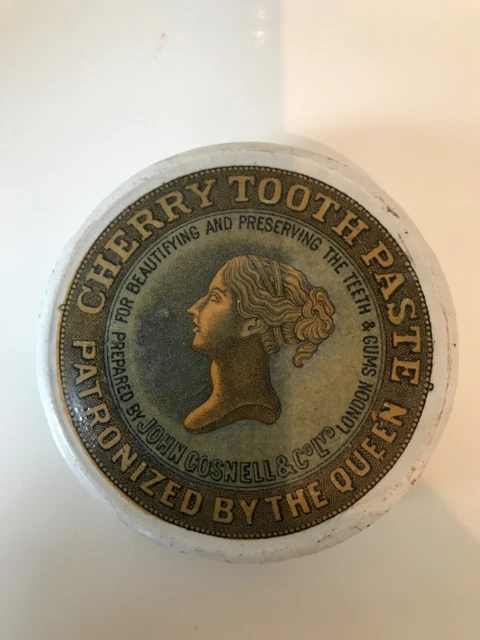 CHERRY TOOTH PASTE
PATRONIZED BY THE QUEEN
FOR BEAUTIFYING AND PRESERVING THE TEETH & GUMS
PREPARED BY JOHN GOSNELL & Co LTD LONDON